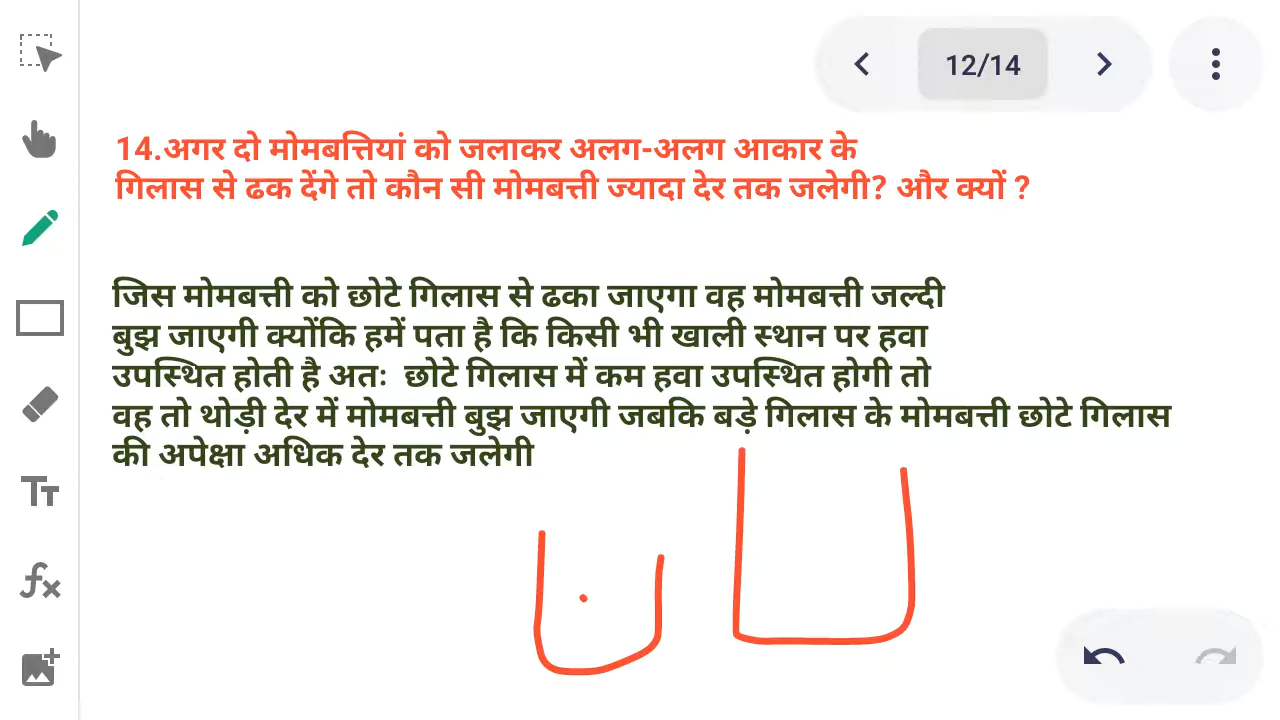 12/14
14.अगर दो मोमबत्तियां को जलाकर अलग-अलग आकार के
गिलास से ढक देंगे तो कौन सी मोमबत्ती ज्यादा देर तक जलेगी? और क्यों ?
जिस मोमबत्ती को छोटे गिलास से ढका जाएगा वह मोमबत्ती जल्दी
बुझ जाएगी क्योंकि हमें पता है कि किसी भी खाली स्थान पर हवा
उपस्थित होती है अतः छोटे गिलास में कम हवा उपस्थित होगी तो
वह तो थोड़ी देर में मोमबत्ती बुझ जाएगी जबकि बड़े गिलास के मोमबत्ती छोटे गिलास
की अपेक्षा अधिक देर तक जलेगी
Tт
fx